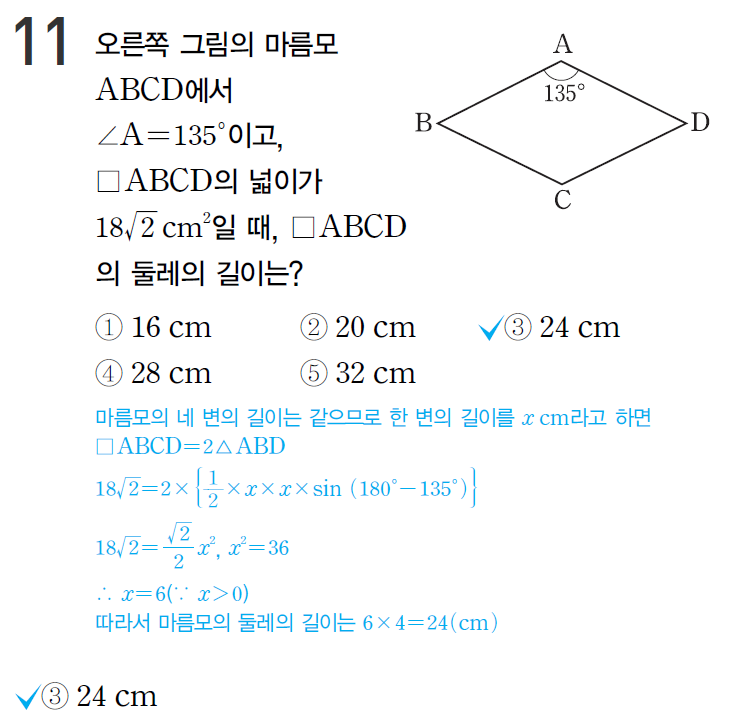 11 오른쪽 그림의 마름모
ABCD에서
∠A=135°이고,
□ABCD의 넓이가
18√2 cm²일 때, □ABCD
의 둘레의 길이는?
A
135°
B
D
C
① 16 cm ② 20 cm ✓③ 24 cm
④ 28 cm ⑤ 32 cm
마름모의 네 변의 길이는 같으므로 한 변의 길이를 x cm라고 하면
□ABCD=2△ABD
18√2=2×{1/2×x×x×sin (180°-135°)}
18√2=√2/2 x², x²=36
∴ x=6(∵ x>0)
따라서 마름모의 둘레의 길이는 6×4=24(cm)
✓③ 24 cm